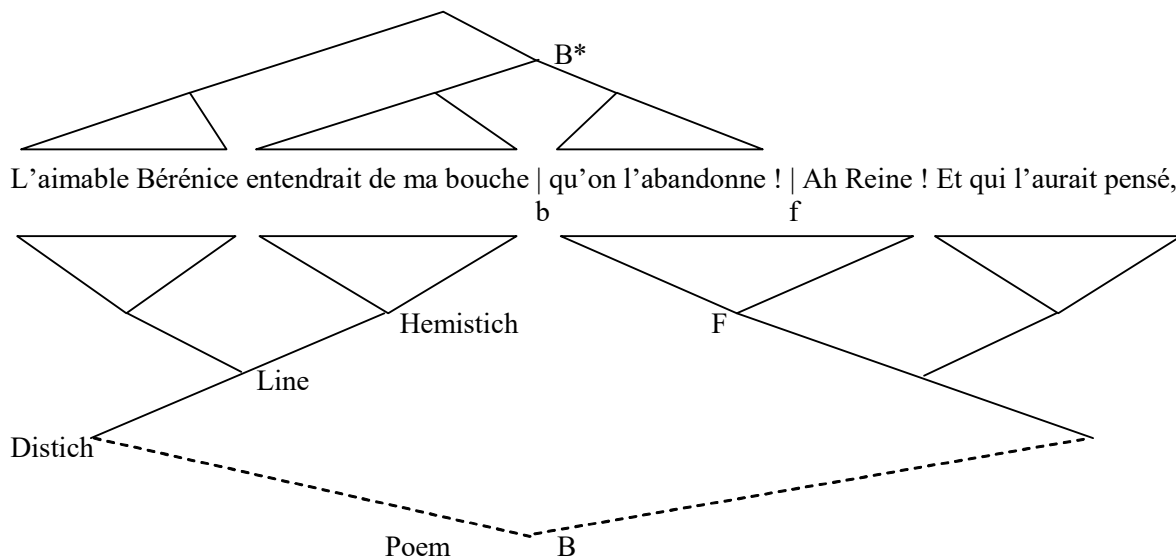 B*
L’aimable Bérénice entendrait de ma bouche | qu’on l’abandonne ! | Ah Reine ! Et qui l’aurait pensé,
b f
Hemistich F
Line
Distich
Poem B